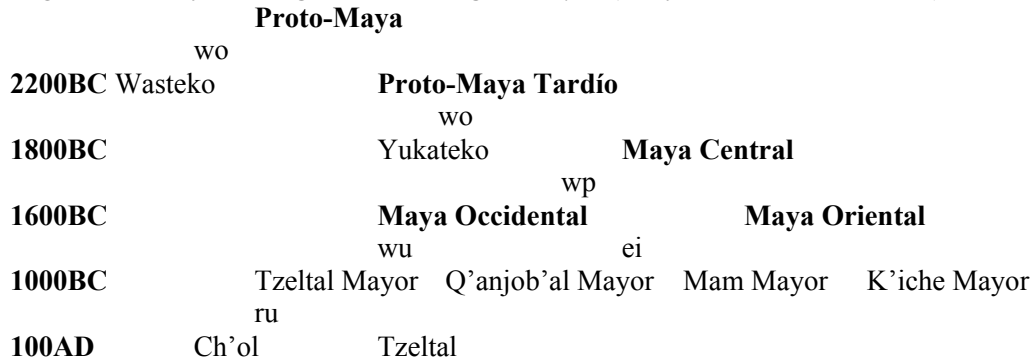 Proto-Maya
wo
2200BC Wasteko Proto-Maya Tardío
wo
1800BC Yukateko Maya Central
wp
1600BC Maya Occidental Maya Oriental
wu ei
1000BC Tzeltal Mayor Q’anjob’al Mayor Mam Mayor K’iche Mayor
ru
100AD Ch’ol Tzeltal